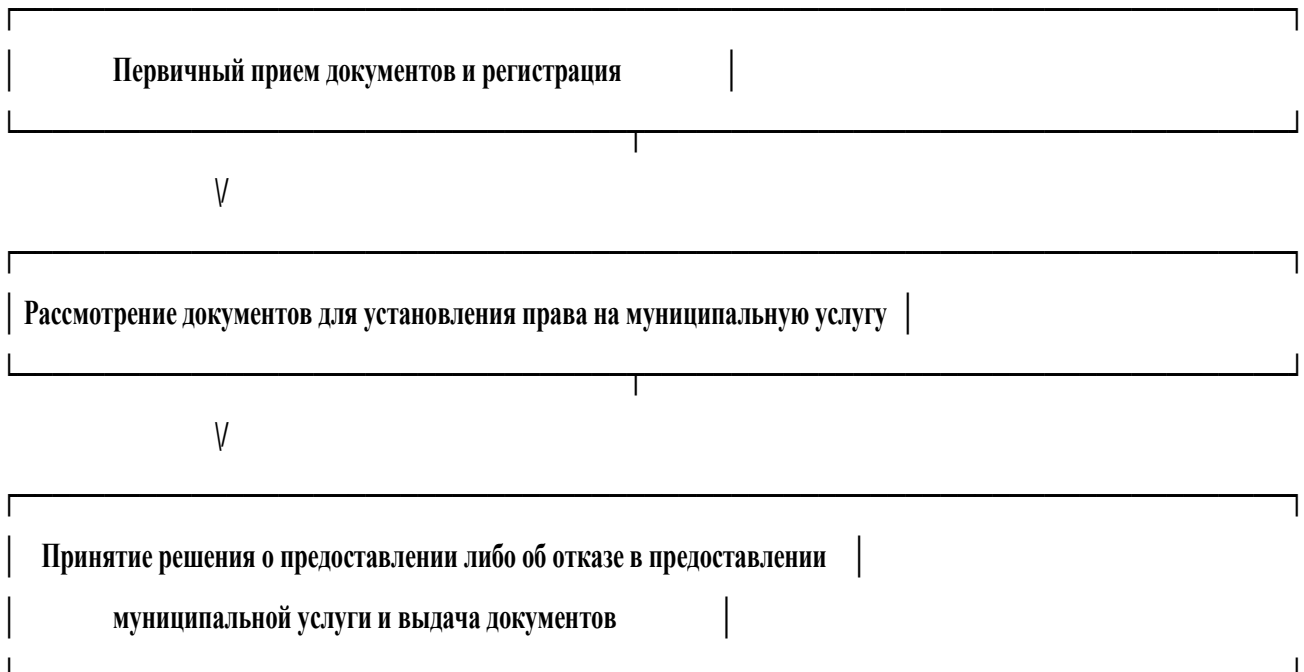 Первичный прием документов и регистрация
\/
Рассмотрение документов для установления права на муниципальную услугу
\/
Принятие решения о предоставлении либо об отказе в предоставлении
муниципальной услуги и выдача документов